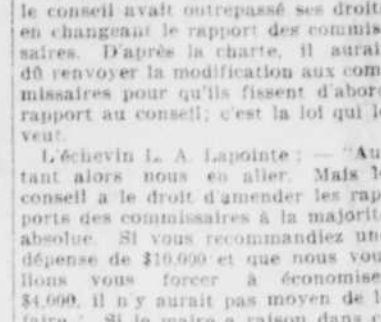 le conseil avait outrepassé ses droits
en changeant le rapport des commis-
saires. D'après la charte, il aurai
dû renvoyer la modification aux com
missaires pour qu'ils fissent d'abord
rapport au conseil; c'est la loi qui le
veut.
L'échevin L. A. Lapointe : — "Au
tant alors nous en aller. Mais le
conseil a le droit d'amender les rap
ports des commissaires à la majorité
absolue. Si vous recommandiez une
dépense de $10,000 et que nous vou
lions vous forcer à économise
$4,000, il n'y aurait pas moyen de l
faire." Si le maire a raison dans c